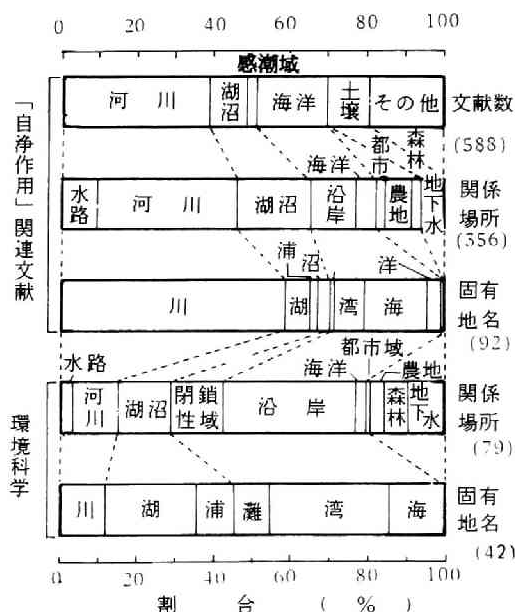 0 20 40 60 80 100
感潮域
河川 湖沼 海洋 土壌 その他 文献数
(588)
海洋 都市 森林
水路 河川 湖沼 沿岸 農地 地下水 関係場所
(356)
浦 沼 洋
川 湖 湾 海 固有地名
(92)
水路 海洋 都市域 農地
河川 湖沼 閉鎖性域 沿岸 森林 地下水 関係場所
(79)
川 湖 浦 灘 湾 海 固有地名
(42)
0 20 40 60 80 100
割合(%)
「自浄作用」関連文献
環境科学